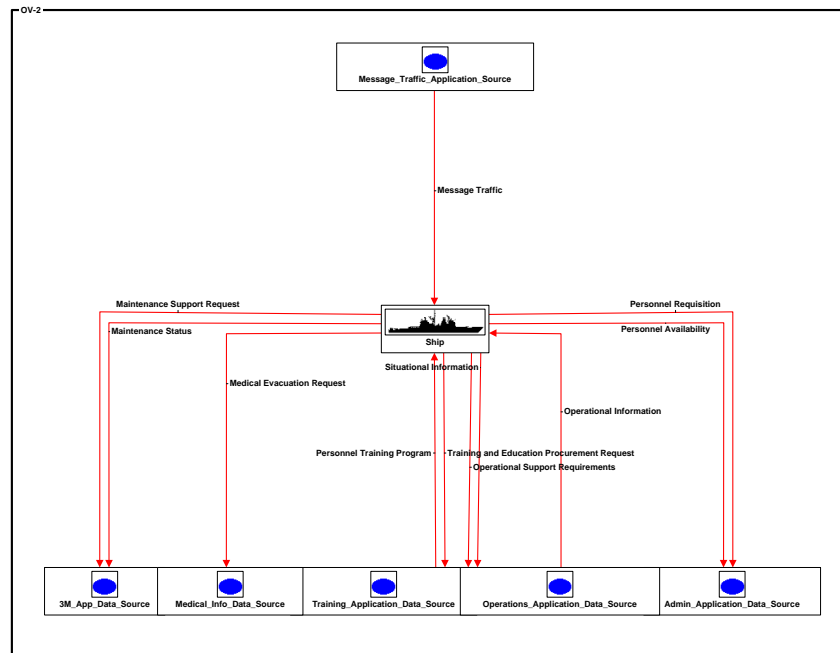 OV-2
Message_Traffic_Application_Source
Message Traffic
Maintenance Support Request
Personnel Requisition
Maintenance Status
Personnel Availability
Ship
Situational Information
Medical Evacuation Request
Operational Information
Personnel Training Program
Training and Education Procurement Request
Operational Support Requirements
3M_App_Data_Source
Medical_Info_Data_Source
Training_Application_Data_Source
Operations_Application_Data_Source
Admin_Application_Data_Source